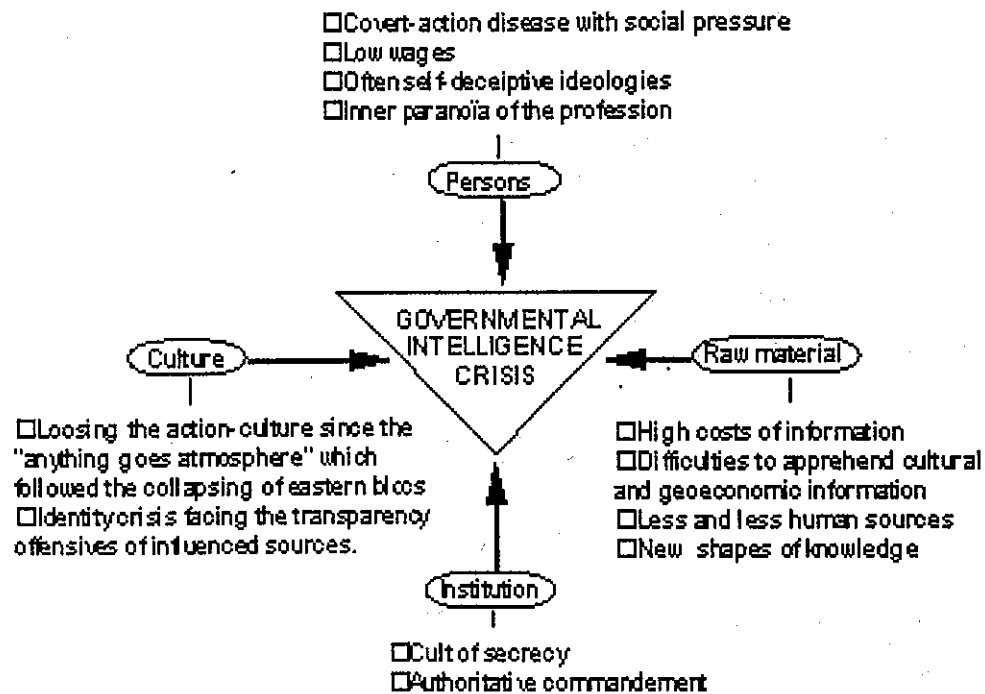 ☐Covert-action disease with social pressure
☐Low wages
☐Often self-deceiptive ideologies
☐Inner paranoïa of the profession
Persons
GOVERNMENTAL
INTELLIGENCE
CRISIS
Culture
Raw material
☐Loosing the action-culture since the
"anything goes atmosphere" which
followed the collapsing of eastern blocs
☐Identity crisis facing the transparency
offensives of influenced sources.
☐High costs of information
☐Difficulties to apprehend cultural
and geoeconomic information
☐Less and less human sources
☐New shapes of knowledge
Institution
☐Cult of secrecy
☐Authoritative commandement